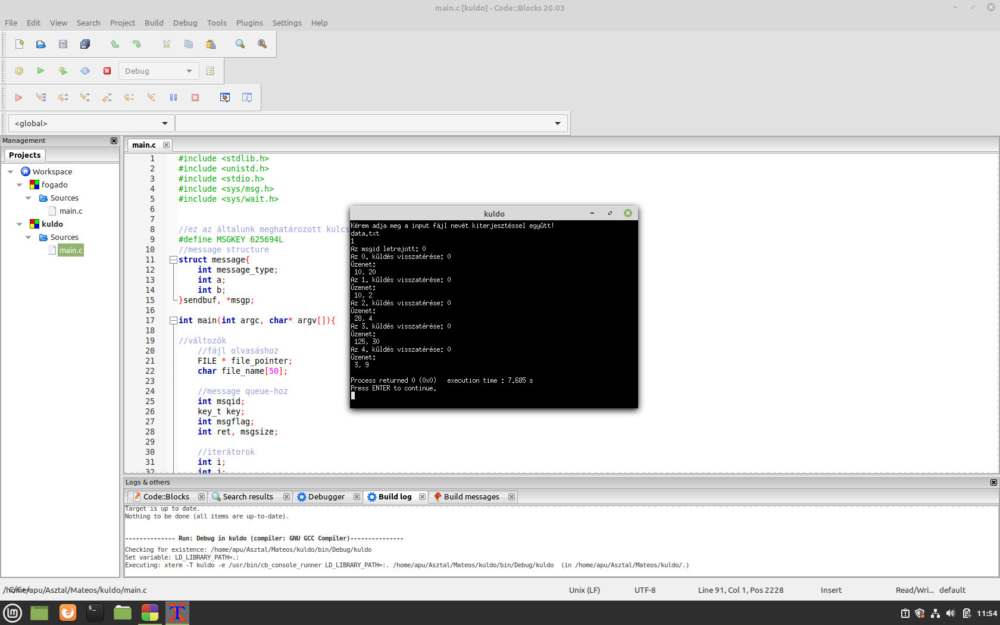 main.c [kuldo] - Code::Blocks 20.03
File Edit View Search Project Build Debug Tools Plugins Settings Help
Debug
<global>
Management
Projects
Workspace
fogado
Sources
main.c
kuldo
Sources
main.c
main.c
1 #include <stdlib.h>
2 #include <unistd.h>
3 #include <stdio.h>
4 #include <sys/msg.h>
5 #include <sys/wait.h>
6
7
8 //ez az általunk meghatározott kulcs
9 #define MSGKEY 625694L
10 //message structure
11 struct message{
12 int message_type;
13 int a;
14 int b;
15 }sendbuf, *msgp;
16
17 int main(int argc, char* argv[]){
18
19 //változók
20 //fájl olvasáshoz
21 FILE * file_pointer;
22 char file_name[50];
23
24 //message queue-hoz
25 int msqid;
26 key_t key;
27 int msgflag;
28 int ret, msgsize;
29
30 //iterátorok
31 int i;
32 int j;
kuldo
Kérem adja meg a input fájl nevét kiterjesztéssel együtt!
data.txt
1
Az msgid letrejott: 0
Az 0. küldés visszatérése: 0
Üzenet:
10, 20
Az 1. küldés visszatérése: 0
Üzenet:
10, 2
Az 2. küldés visszatérése: 0
Üzenet:
28, 4
Az 3. küldés visszatérése: 0
Üzenet:
125, 30
Az 4. küldés visszatérése: 0
Üzenet:
3, 9
Process returned 0 (0x0) execution time : 7.685 s
Press ENTER to continue.
Logs & others
Code::Blocks Search results Debugger Build log Build messages
Target is up to date.
Nothing to be done (all items are up-to-date).
-------------- Run: Debug in kuldo (compiler: GNU GCC Compiler)---------------
Checking for existence: /home/apu/Asztal/Mateos/kuldo/bin/Debug/kuldo
Set variable: LD_LIBRARY_PATH=.:
Executing: xterm -T kuldo -e /usr/bin/cb_console_runner LD_LIBRARY_PATH=:. /home/apu/Asztal/Mateos/kuldo/bin/Debug/kuldo (in /home/apu/Asztal/Mateos/kuldo/.)
/home/apu/Asztal/Mateos/kuldo/main.c C/C++ Unix (LF) UTF-8 Line 91, Col 1, Pos 2228 Insert Read/Wri... default
11:54